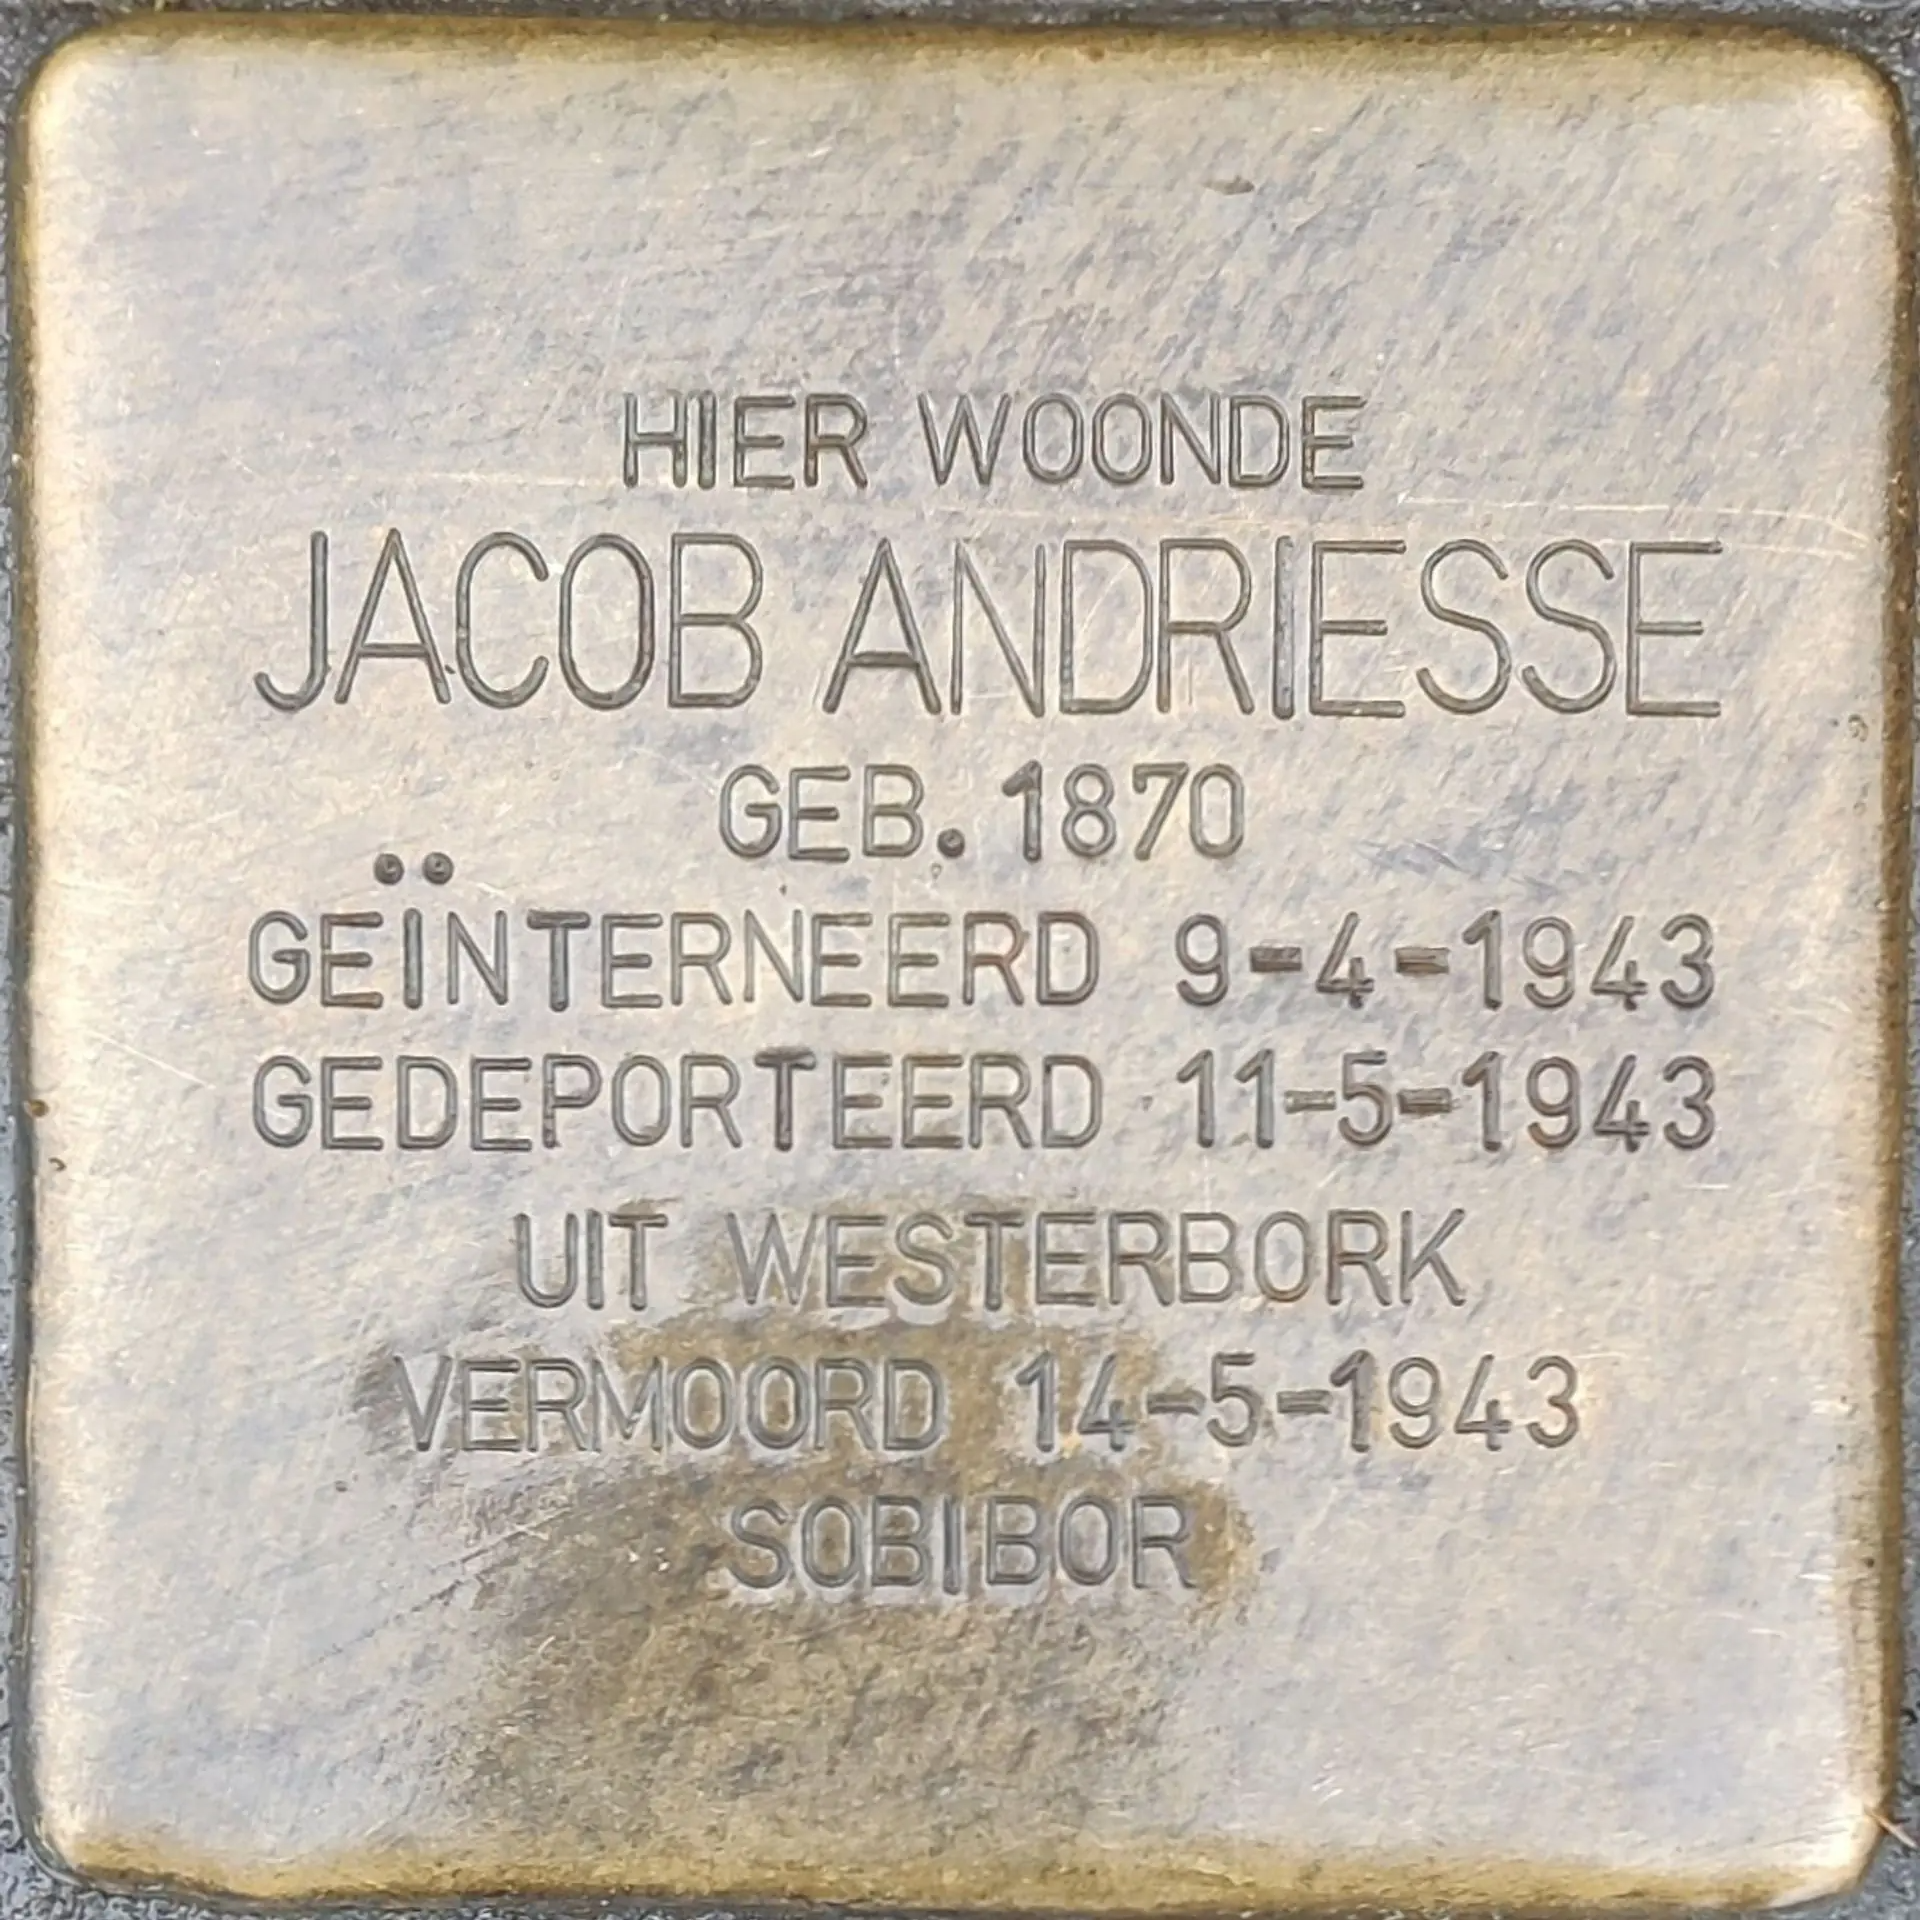 HIER WOONDE
JACOB ANDRIESSE
GEB. 1870
GEÏNTERNEERD 9-4-1943
GEDEPORTEERD 11-5-1943
UIT WESTERBORK
VERMOORD 14-5-1943
SOBIBOR